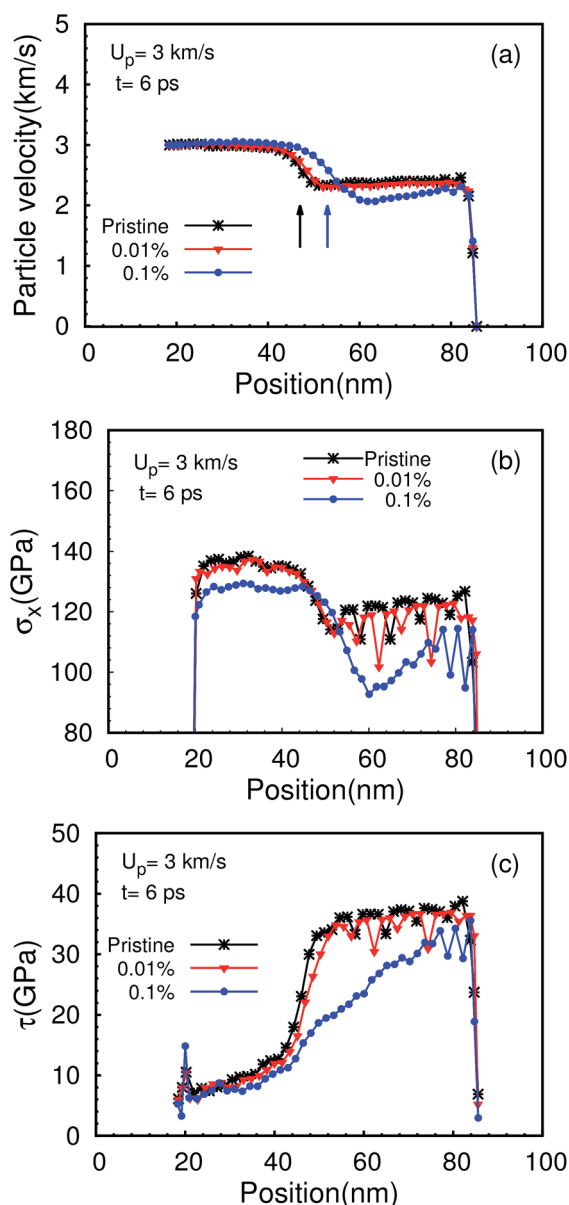 5
4
3
2
1
0
Particle velocity(km/s)
Up= 3 km/s
t= 6 ps
(a)
Pristine
0.01%
0.1%
0 20 40 60 80 100
Position(nm)
180
160
140
120
100
80
σx(GPa)
Up= 3 km/s
t= 6 ps
Pristine
0.01%
0.1%
(b)
0 20 40 60 80 100
Position(nm)
50
40
30
20
10
0
τ(GPa)
Up= 3 km/s
t= 6 ps
(c)
Pristine
0.01%
0.1%
0 20 40 60 80 100
Position(nm)